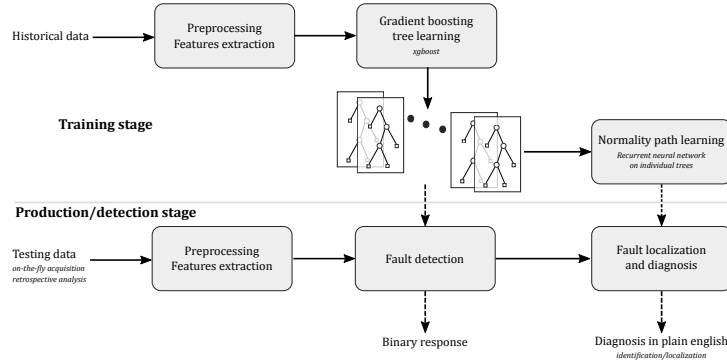 Historical data
Preprocessing
Features extraction
Gradient boosting
tree learning
xgboost
Training stage
Normality path learning
Recurrent neural network
on individual trees
Production/detection stage
Testing data
on-the-fly acquisition
retrospective analysis
Preprocessing
Features extraction
Fault detection
Fault localization
and diagnosis
Binary response
Diagnosis in plain english
identification/localization